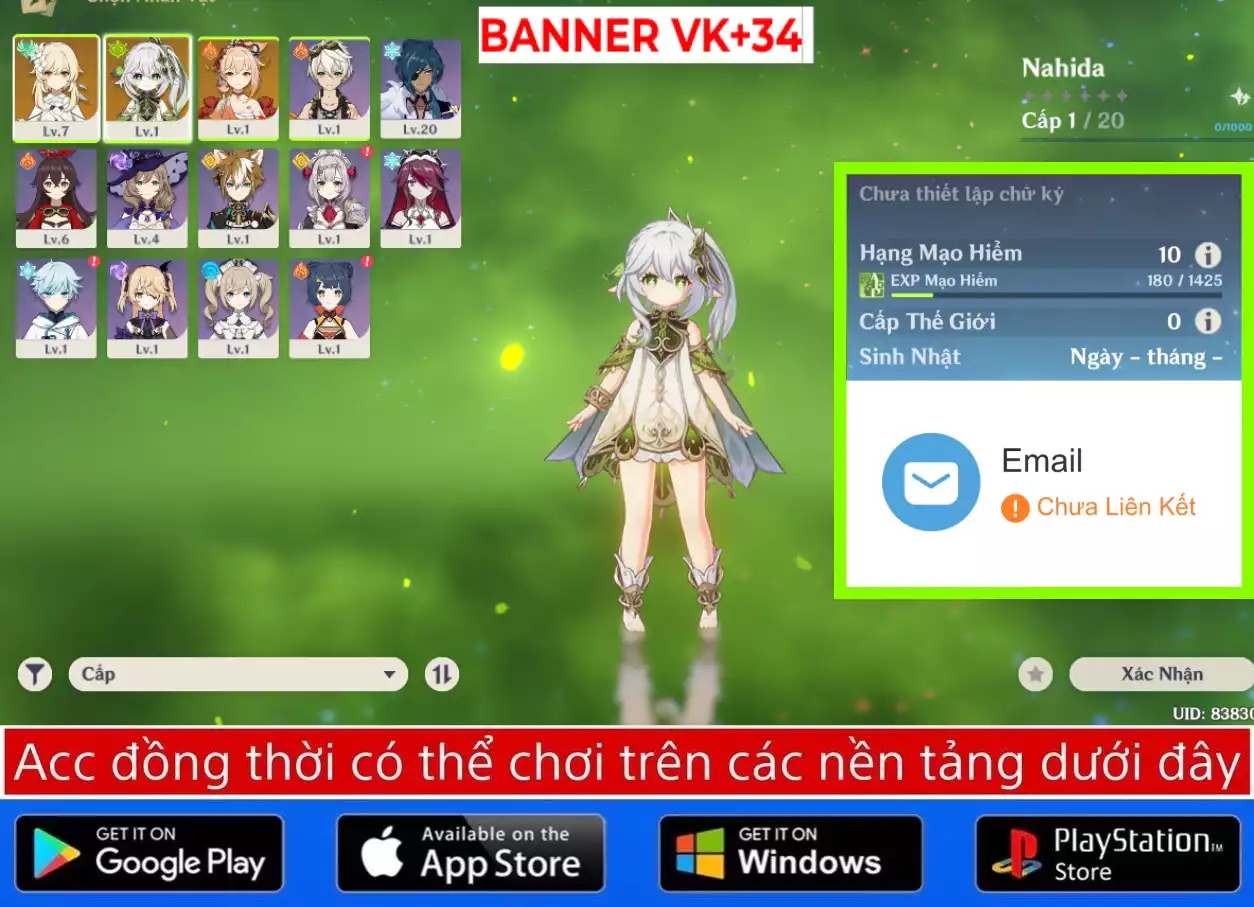 Chọn Nhân Vật
BANNER VK+34
Lv.7
Lv.1
Lv.1
Lv.1
Lv.20
Lv.6
Lv.4
Lv.1
Lv.1
Lv.1
Lv.1
Lv.1
Lv.1
Lv.1
Nahida
Cấp 1 / 20
0/1000
Chưa thiết lập chữ ký
Hạng Mạo Hiểm 10
EXP Mạo Hiểm 180 / 1425
Cấp Thế Giới 0
Sinh Nhật Ngày - tháng -
Email
Chưa Liên Kết
Cấp
Xác Nhận
UID: 83830
Acc đồng thời có thể chơi trên các nền tảng dưới đây
GET IT ON
Google Play
Available on the
App Store
GET IT ON
Windows
PlayStation™
Store